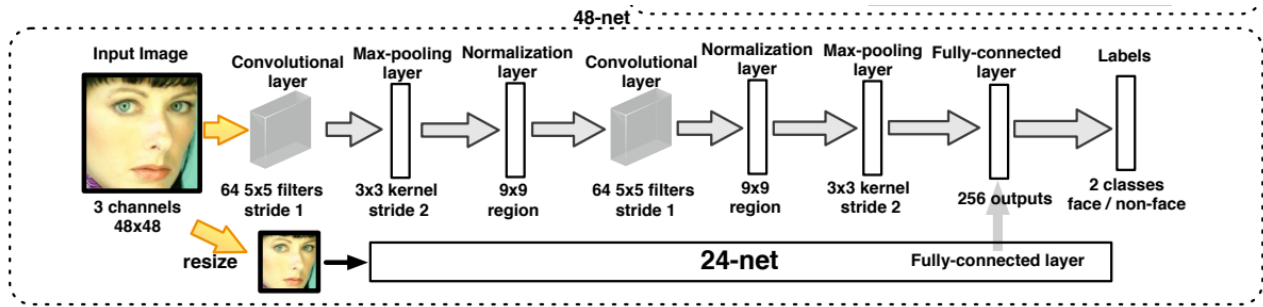 48-net
Input Image
Convolutional
layer
Max-pooling
layer
Normalization
layer
Convolutional
layer
Normalization
layer
Max-pooling
layer
Fully-connected
layer
Labels
3 channels
48x48
64 5x5 filters
stride 1
3x3 kernel
stride 2
9x9
region
64 5x5 filters
stride 1
9x9
region
3x3 kernel
stride 2
256 outputs
2 classes
face / non-face
resize
24-net
Fully-connected layer